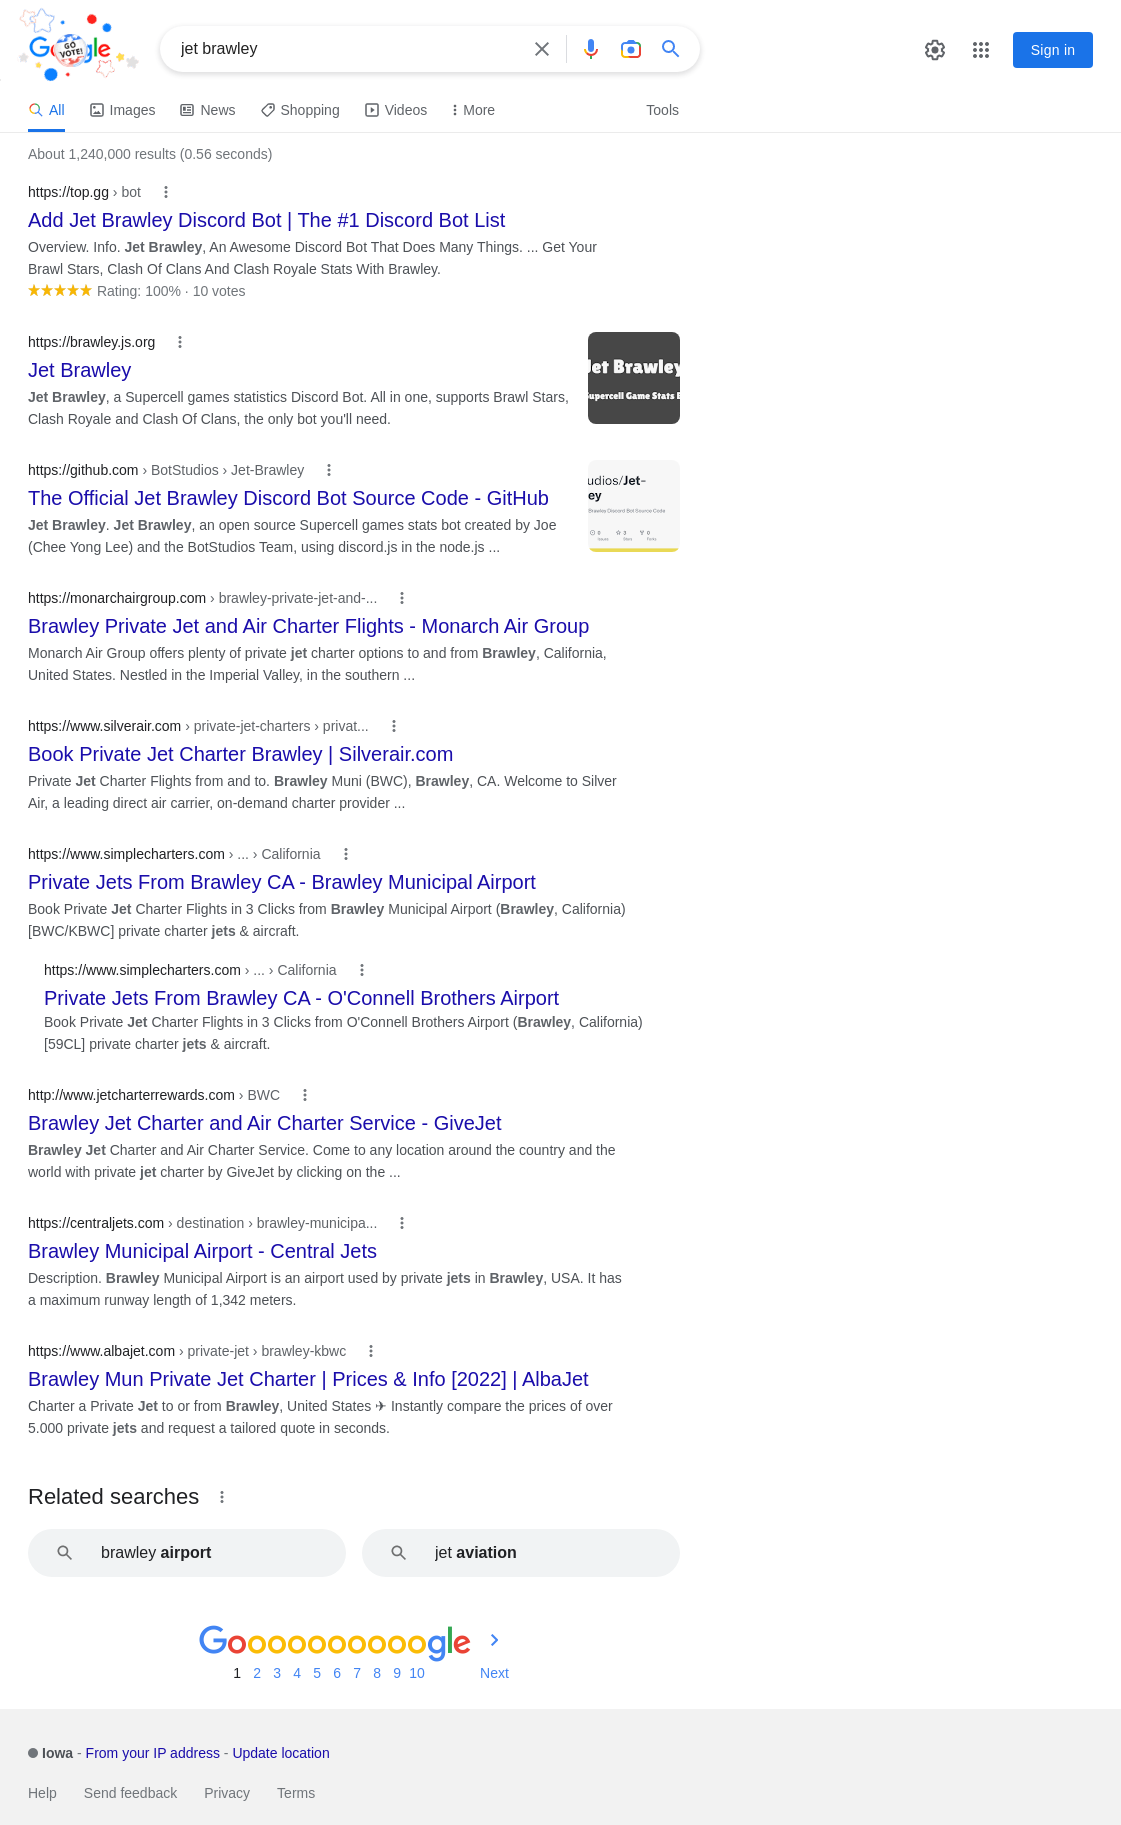 Google
GO
VOTE!
jet brawley
Sign in
All Images News Shopping Videos More Tools
About 1,240,000 results (0.56 seconds)
https://top.gg › bot
Add Jet Brawley Discord Bot | The #1 Discord Bot List
Overview. Info. Jet Brawley, An Awesome Discord Bot That Does Many Things. ... Get Your
Brawl Stars, Clash Of Clans And Clash Royale Stats With Brawley.
Rating: 100% · 10 votes
https://brawley.js.org
Jet Brawley
Jet Brawley, a Supercell games statistics Discord Bot. All in one, supports Brawl Stars,
Clash Royale and Clash Of Clans, the only bot you'll need.
Jet Brawley
Supercell Game Stats
https://github.com › BotStudios › Jet-Brawley
The Official Jet Brawley Discord Bot Source Code - GitHub
Jet Brawley. Jet Brawley, an open source Supercell games stats bot created by Joe
(Chee Yong Lee) and the BotStudios Team, using discord.js in the node.js ...
udios/Jet-
ey
Brawley Discord Bot Source Code
https://monarchairgroup.com › brawley-private-jet-and-...
Brawley Private Jet and Air Charter Flights - Monarch Air Group
Monarch Air Group offers plenty of private jet charter options to and from Brawley, California,
United States. Nestled in the Imperial Valley, in the southern ...
https://www.silverair.com › private-jet-charters › privat...
Book Private Jet Charter Brawley | Silverair.com
Private Jet Charter Flights from and to. Brawley Muni (BWC), Brawley, CA. Welcome to Silver
Air, a leading direct air carrier, on-demand charter provider ...
https://www.simplecharters.com › ... › California
Private Jets From Brawley CA - Brawley Municipal Airport
Book Private Jet Charter Flights in 3 Clicks from Brawley Municipal Airport (Brawley, California)
[BWC/KBWC] private charter jets & aircraft.
https://www.simplecharters.com › ... › California
Private Jets From Brawley CA - O'Connell Brothers Airport
Book Private Jet Charter Flights in 3 Clicks from O'Connell Brothers Airport (Brawley, California)
[59CL] private charter jets & aircraft.
http://www.jetcharterrewards.com › BWC
Brawley Jet Charter and Air Charter Service - GiveJet
Brawley Jet Charter and Air Charter Service. Come to any location around the country and the
world with private jet charter by GiveJet by clicking on the ...
https://centraljets.com › destination › brawley-municipa...
Brawley Municipal Airport - Central Jets
Description. Brawley Municipal Airport is an airport used by private jets in Brawley, USA. It has
a maximum runway length of 1,342 meters.
https://www.albajet.com › private-jet › brawley-kbwc
Brawley Mun Private Jet Charter | Prices & Info [2022] | AlbaJet
Charter a Private Jet to or from Brawley, United States ✈ Instantly compare the prices of over
5.000 private jets and request a tailored quote in seconds.
Related searches
brawley airport
jet aviation
Goooooooooogle
1 2 3 4 5 6 7 8 9 10 Next
Iowa - From your IP address - Update location
Help Send feedback Privacy Terms